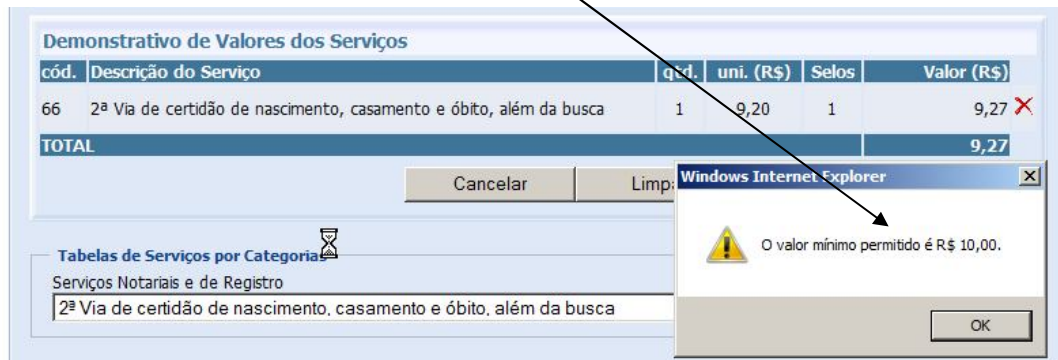 Demonstrativo de Valores dos Serviços
cód. Descrição do Serviço qtd. uni. (R$) Selos Valor (R$)
66 2ª Via de certidão de nascimento, casamento e óbito, além da busca 1 9,20 1 9,27
TOTAL 9,27
Cancelar Limpa
Windows Internet Explorer
O valor mínimo permitido é R$ 10,00.
OK
Tabelas de Serviços por Categorias
Serviços Notariais e de Registro
2ª Via de certidão de nascimento, casamento e óbito, além da busca